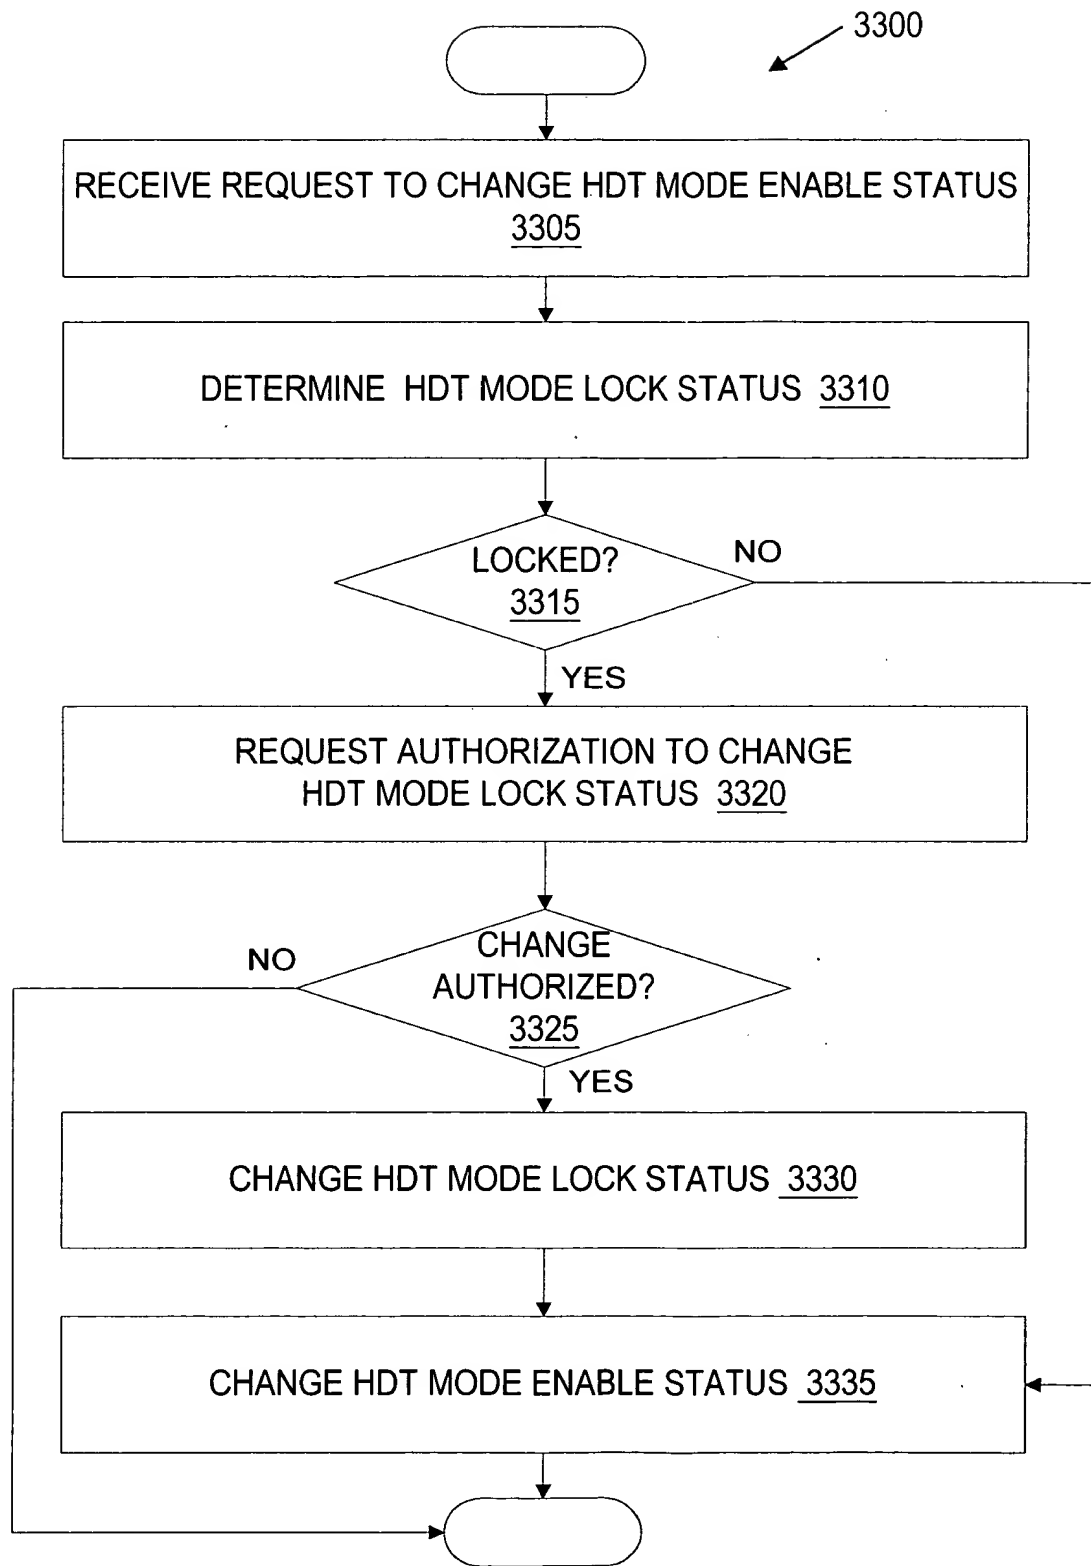 3300
RECEIVE REQUEST TO CHANGE HDT MODE ENABLE STATUS
3305
DETERMINE HDT MODE LOCK STATUS 3310
LOCKED?
3315
NO
YES
REQUEST AUTHORIZATION TO CHANGE
HDT MODE LOCK STATUS 3320
CHANGE
AUTHORIZED?
3325
NO
YES
CHANGE HDT MODE LOCK STATUS 3330
CHANGE HDT MODE ENABLE STATUS 3335